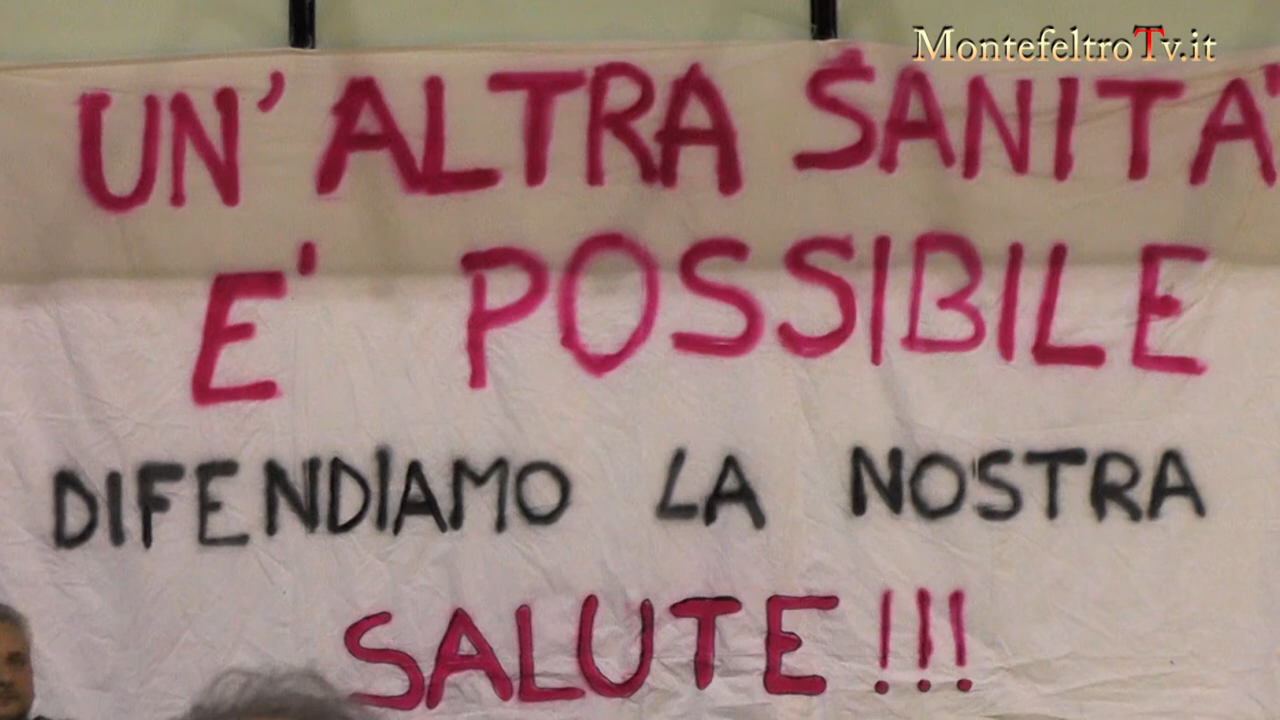 MontefeltroTv.it
UN'ALTRA SANITA'
E' POSSIBILE
DIFENDIAMO LA NOSTRA
SALUTE!!!